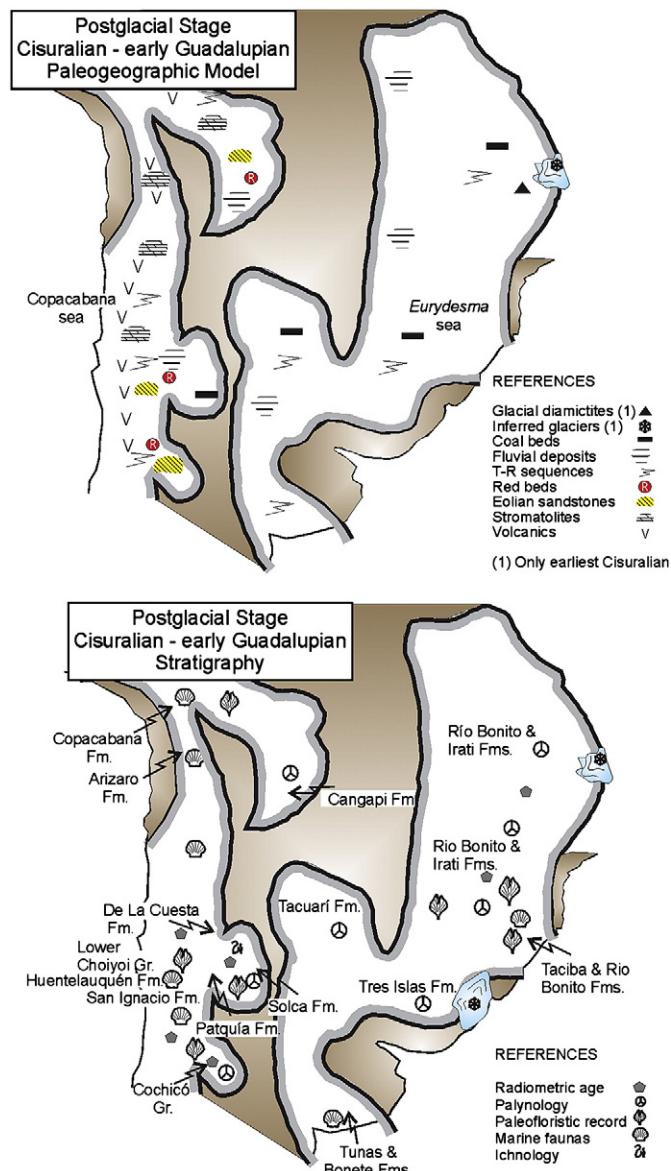 Postglacial Stage
Cisuralian - early Guadalupian
Paleogeographic Model
V
V
R
V
V
V
Copacabana
sea
V
V
V
V
V
V
R
V
V
R
V
Eurydesma
sea
REFERENCES
Glacial diamictites (1)
Inferred glaciers (1)
Coal beds
Fluvial deposits
T-R sequences
Red beds R
Eolian sandstones
Stromatolites
Volcanics V
(1) Only earliest Cisuralian
Postglacial Stage
Cisuralian - early Guadalupian
Stratigraphy
Copacabana
Fm.
Arizaro
Fm.
Cangapi Fm.
Río Bonito &
Irati Fms.
Rio Bonito &
Irati Fms.
De La Cuesta
Fm.
Tacuarí Fm.
Lower
Choiyoi Gr.
Huentelauquén Fm.
San Ignacio Fm.
Solca Fm.
Patquía Fm.
Tres Islas Fm.
Taciba & Rio
Bonito Fms.
Cochicó
Gr.
Tunas &
Bonete Fms.
REFERENCES
Radiometric age
Palynology
Paleofloristic record
Marine faunas
Ichnology